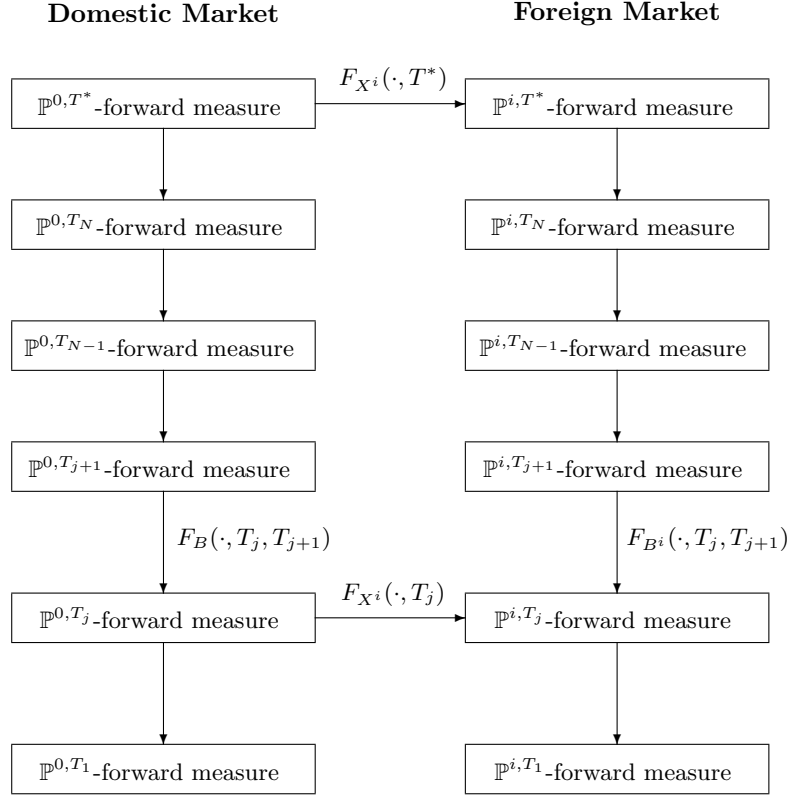 Domestic Market
Foreign Market
F_{X^i}(·, T^*)
ℙ^{0,T^*}-forward measure
ℙ^{i,T^*}-forward measure
ℙ^{0,T_N}-forward measure
ℙ^{i,T_N}-forward measure
ℙ^{0,T_{N−1}}-forward measure
ℙ^{i,T_{N−1}}-forward measure
ℙ^{0,T_{j+1}}-forward measure
ℙ^{i,T_{j+1}}-forward measure
F_B(·, T_j, T_{j+1})
F_{B^i}(·, T_j, T_{j+1})
F_{X^i}(·, T_j)
ℙ^{0,T_j}-forward measure
ℙ^{i,T_j}-forward measure
ℙ^{0,T_1}-forward measure
ℙ^{i,T_1}-forward measure